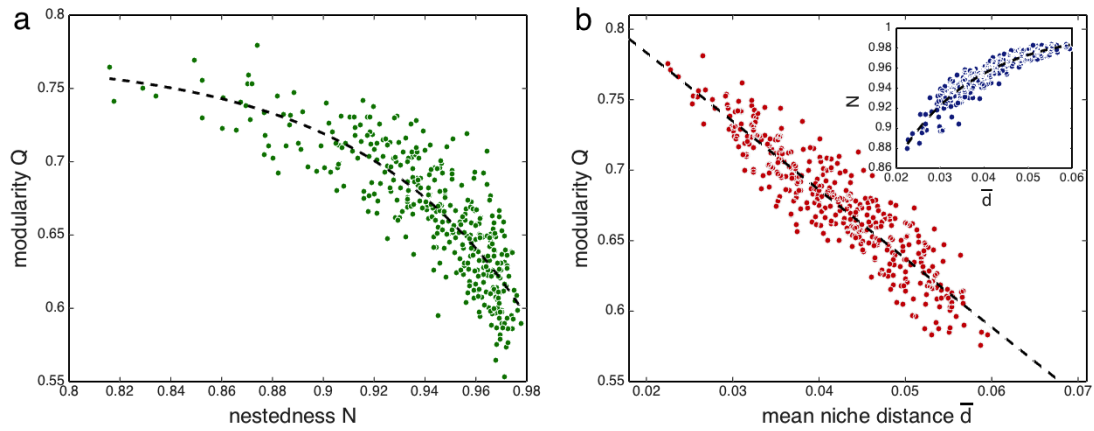 a
0.8
0.75
0.7
0.65
0.6
0.55
modularity Q
0.8 0.82 0.84 0.86 0.88 0.9 0.92 0.94 0.96 0.98
nestedness N
b
0.8
0.75
0.7
0.65
0.6
0.55
modularity Q
0.02 0.03 0.04 0.05 0.06 0.07
mean niche distance d̅
1
0.98
0.96
0.94
0.92
0.9
0.88
0.86
N
0.02 0.03 0.04 0.05 0.06
d̅